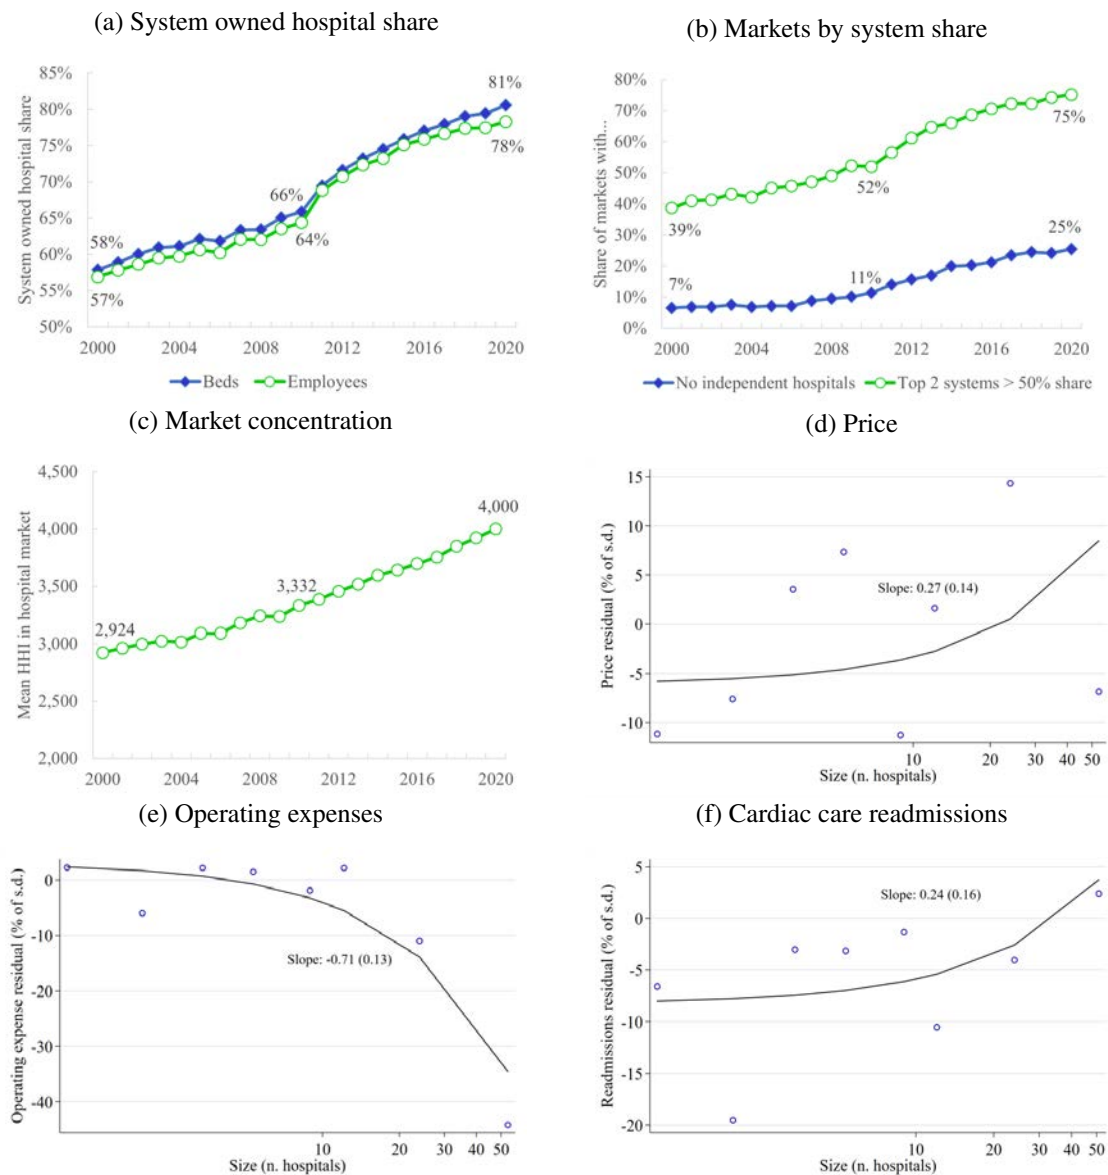 (a) System owned hospital share
System owned hospital share
85%
80%
75%
70%
65%
60%
55%
50%
58%
57%
66%
64%
81%
78%
2000 2004 2008 2012 2016 2020
Beds Employees
(b) Markets by system share
Share of markets with...
80%
70%
60%
50%
40%
30%
20%
10%
0%
39%
52%
75%
7%
11%
25%
2000 2004 2008 2012 2016 2020
No independent hospitals Top 2 systems > 50% share
(c) Market concentration
Mean HHI in hospital market
4,500
4,000
3,500
3,000
2,500
2,000
2,924
3,332
4,000
2000 2004 2008 2012 2016 2020
(d) Price
Price residual (% of s.d.)
15
10
5
0
-5
-10
Slope: 0.27 (0.14)
10 20 30 40 50
Size (n. hospitals)
(e) Operating expenses
Operating expense residual (% of s.d.)
0
-10
-20
-30
-40
Slope: -0.71 (0.13)
10 20 30 40 50
Size (n. hospitals)
(f) Cardiac care readmissions
Readmissions residual (% of s.d.)
5
0
-5
-10
-15
-20
Slope: 0.24 (0.16)
10 20 30 40 50
Size (n. hospitals)